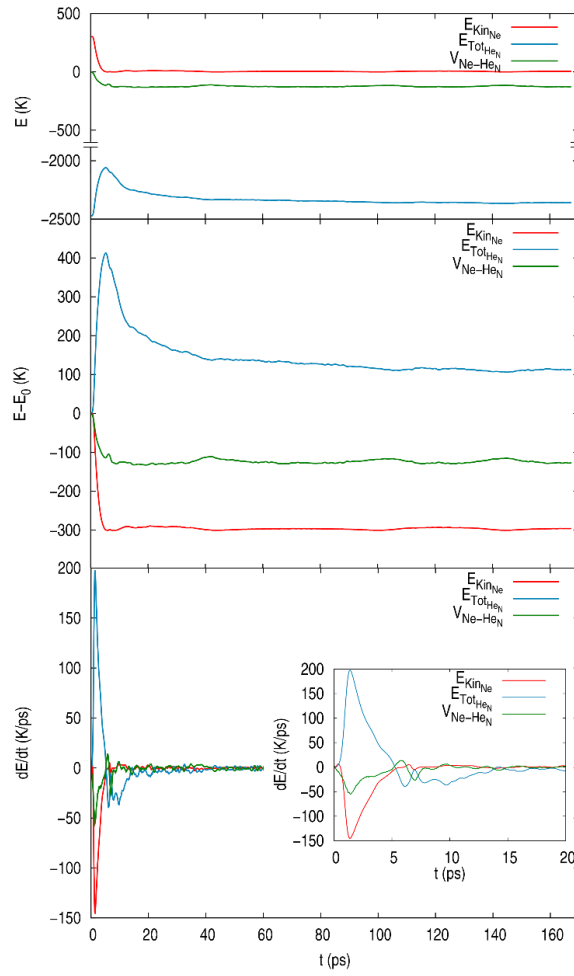 500
0
−500
−2000
−2500
E (K)
E_Kin_Ne
E_Tot_He_N
V_Ne−He_N
400
300
200
100
0
−100
−200
−300
E−E_0 (K)
E_Kin_Ne
E_Tot_He_N
V_Ne−He_N
200
150
100
50
0
−50
−100
−150
dE/dt (K/ps)
E_Kin_Ne
E_Tot_He_N
V_Ne−He_N
200
150
100
50
0
−50
−100
−150
dE/dt (K/ps)
E_Kin_Ne
E_Tot_He_N
V_Ne−He_N
0 5 10 15 20
t (ps)
0 20 40 60 80 100 120 140 160
t (ps)